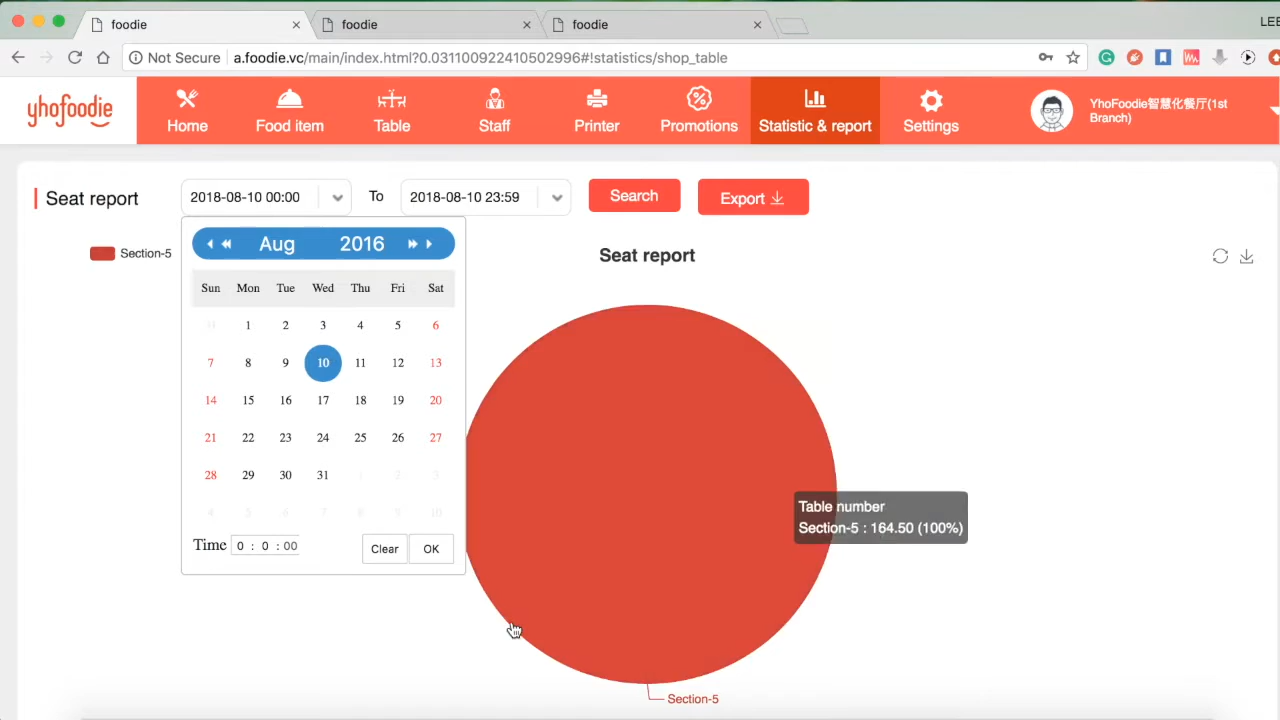 foodie
foodie
foodie
LEE
Not Secure
a.foodie.vc/main/index.html?0.031100922410502996#!statistics/shop_table
yhofoodie
Home
Food item
Table
Staff
Printer
Promotions
Statistic & report
Settings
YhoFoodie智慧化餐厅(1st
Branch)
Seat report
2018-08-10 00:00
To
2018-08-10 23:59
Search
Export
Section-5
Aug 2016
Seat report
Sun Mon Tue Wed Thu Fri Sat
31 1 2 3 4 5 6
7 8 9 10 11 12 13
14 15 16 17 18 19 20
21 22 23 24 25 26 27
28 29 30 31 1 2 3
4 5 6 7 8 9 10
Time 0 : 0 : 00
Clear
OK
Table number
Section-5 : 164.50 (100%)
Section-5